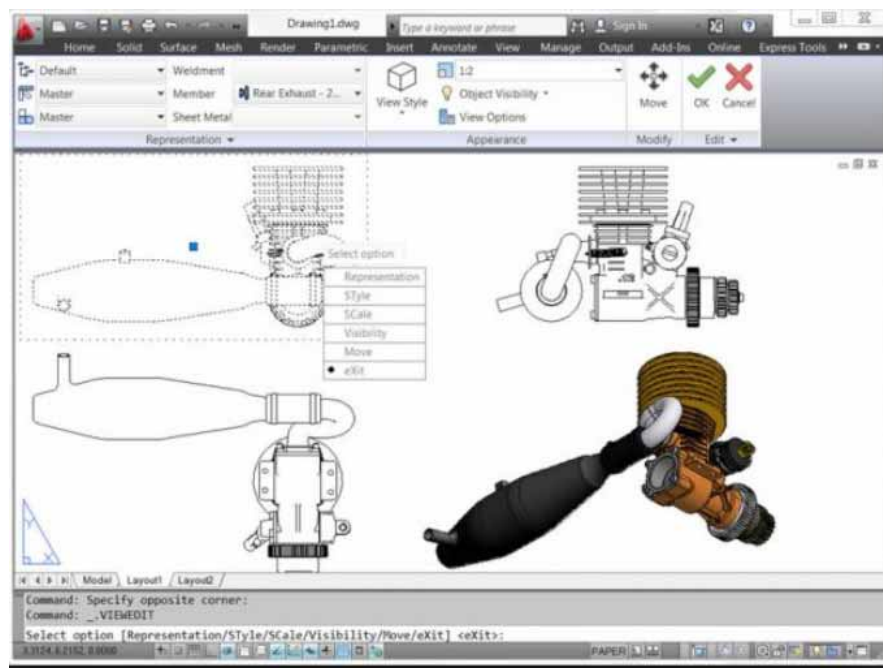 Drawing1.dwg
Type a keyword or phrase
Sign In
Home Solid Surface Mesh Render Parametric Insert Annotate View Manage Output Add-Ins Online Express Tools
Default Weldment 1:2
Master Member Rear Exhaust - 2... View Style Object Visibility Move OK Cancel
Master Sheet Metal View Options
Representation Appearance Modify Edit
Select option
Representation
STyle
SCale
Visibility
Move
eXit
Y
X
Model Layout1 Layout2
Command: Specify opposite corner:
Command: _.VIEWEDIT
Select option [Representation/STyle/SCale/Visibility/Move/eXit] <eXit>:
PAPER